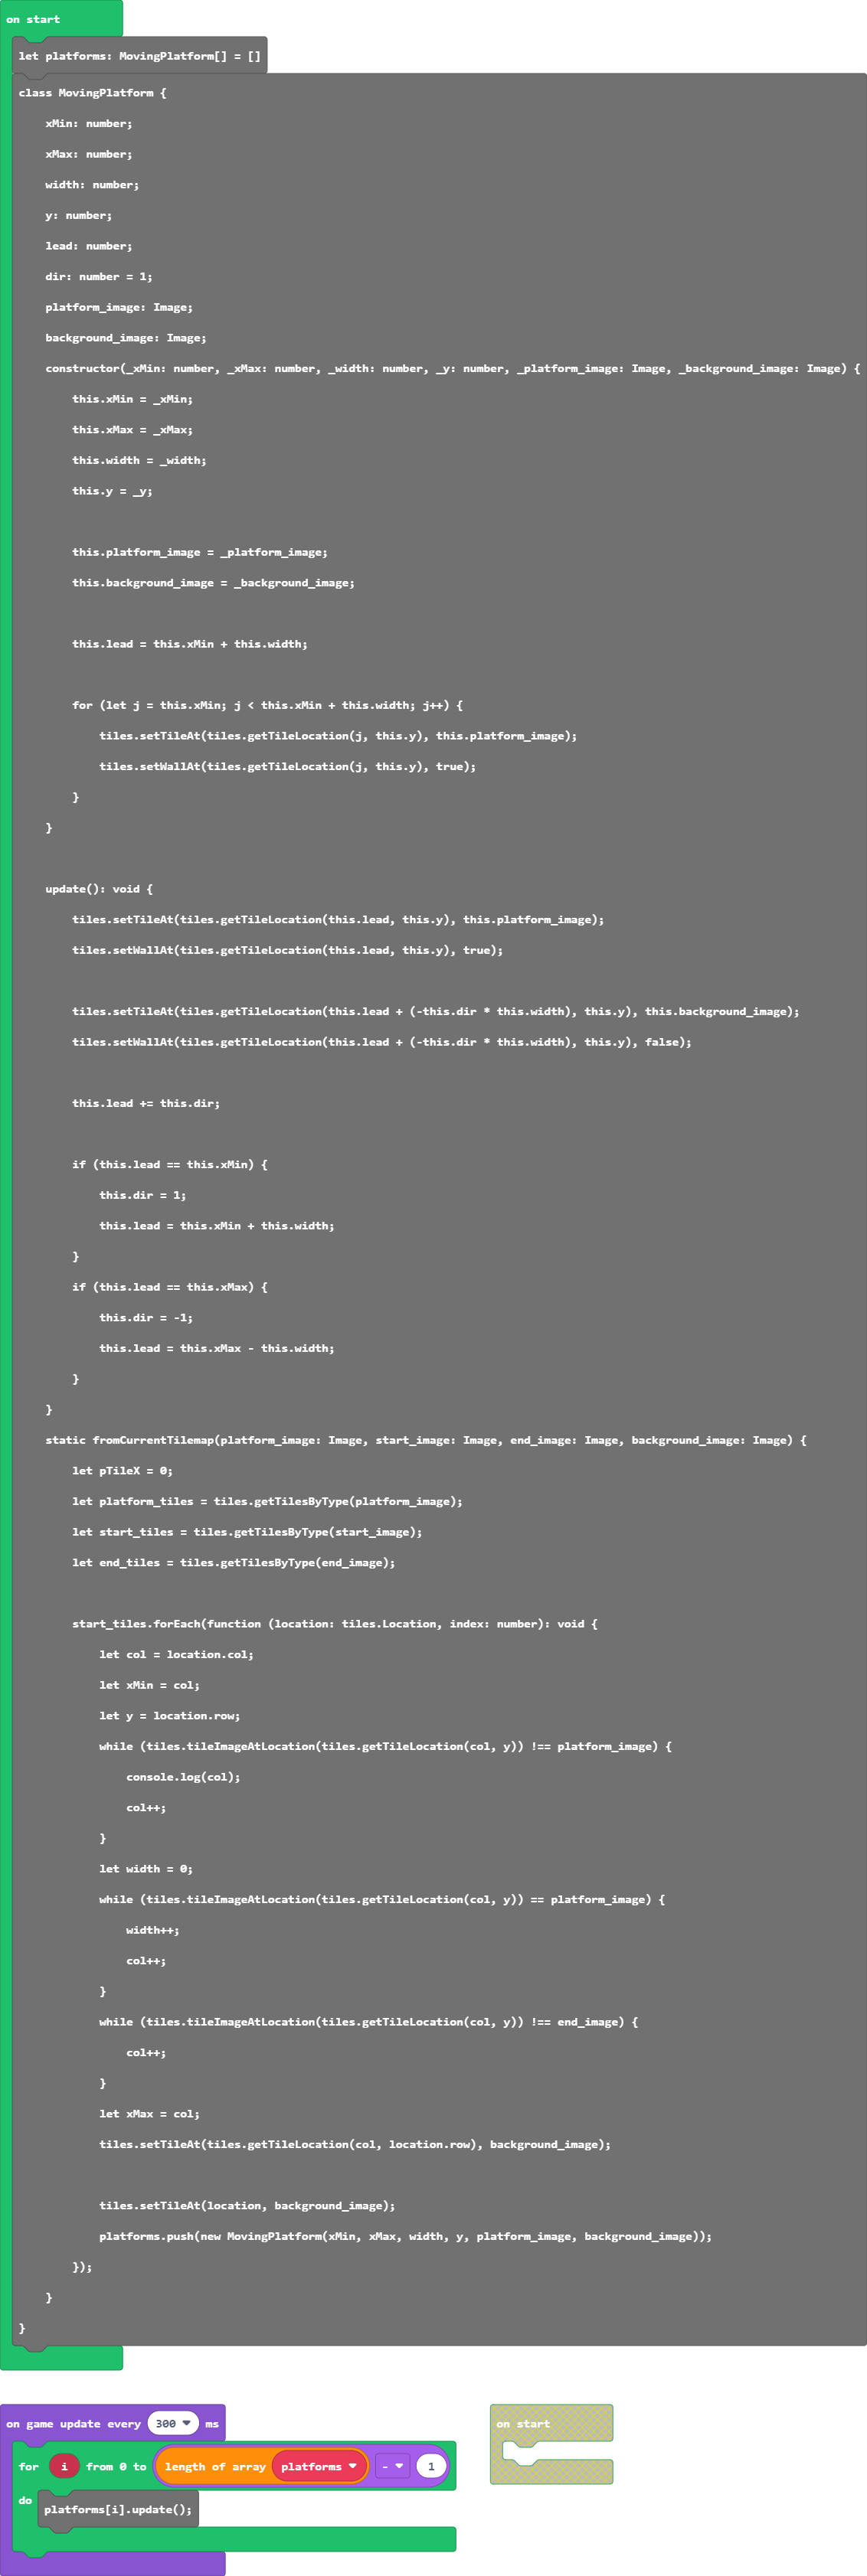 on start
let platforms: MovingPlatform[] = []
class MovingPlatform {
xMin: number;
xMax: number;
width: number;
y: number;
lead: number;
dir: number = 1;
platform_image: Image;
background_image: Image;
constructor(_xMin: number, _xMax: number, _width: number, _y: number, _platform_image: Image, _background_image: Image) {
this.xMin = _xMin;
this.xMax = _xMax;
this.width = _width;
this.y = _y;
this.platform_image = _platform_image;
this.background_image = _background_image;
this.lead = this.xMin + this.width;
for (let j = this.xMin; j < this.xMin + this.width; j++) {
tiles.setTileAt(tiles.getTileLocation(j, this.y), this.platform_image);
tiles.setWallAt(tiles.getTileLocation(j, this.y), true);
}
}
update(): void {
tiles.setTileAt(tiles.getTileLocation(this.lead, this.y), this.platform_image);
tiles.setWallAt(tiles.getTileLocation(this.lead, this.y), true);
tiles.setTileAt(tiles.getTileLocation(this.lead + (-this.dir * this.width), this.y), this.background_image);
tiles.setWallAt(tiles.getTileLocation(this.lead + (-this.dir * this.width), this.y), false);
this.lead += this.dir;
if (this.lead == this.xMin) {
this.dir = 1;
this.lead = this.xMin + this.width;
}
if (this.lead == this.xMax) {
this.dir = -1;
this.lead = this.xMax - this.width;
}
}
static fromCurrentTilemap(platform_image: Image, start_image: Image, end_image: Image, background_image: Image) {
let pTileX = 0;
let platform_tiles = tiles.getTilesByType(platform_image);
let start_tiles = tiles.getTilesByType(start_image);
let end_tiles = tiles.getTilesByType(end_image);
start_tiles.forEach(function (location: tiles.Location, index: number): void {
let col = location.col;
let xMin = col;
let y = location.row;
while (tiles.tileImageAtLocation(tiles.getTileLocation(col, y)) !== platform_image) {
console.log(col);
col++;
}
let width = 0;
while (tiles.tileImageAtLocation(tiles.getTileLocation(col, y)) == platform_image) {
width++;
col++;
}
while (tiles.tileImageAtLocation(tiles.getTileLocation(col, y)) !== end_image) {
col++;
}
let xMax = col;
tiles.setTileAt(tiles.getTileLocation(col, location.row), background_image);
tiles.setTileAt(location, background_image);
platforms.push(new MovingPlatform(xMin, xMax, width, y, platform_image, background_image));
});
}
}
on game update every 300 ms
for i from 0 to length of array platforms - 1
do
platforms[i].update();
on start